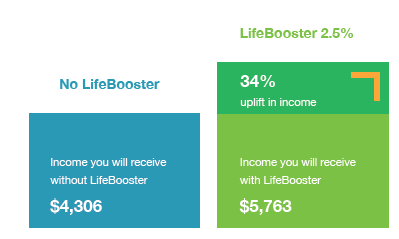 LifeBooster 2.5%
No LifeBooster
34%
uplift in income
Income you will receive
without LifeBooster
$4,306
Income you will receive
with LifeBooster
$5,763